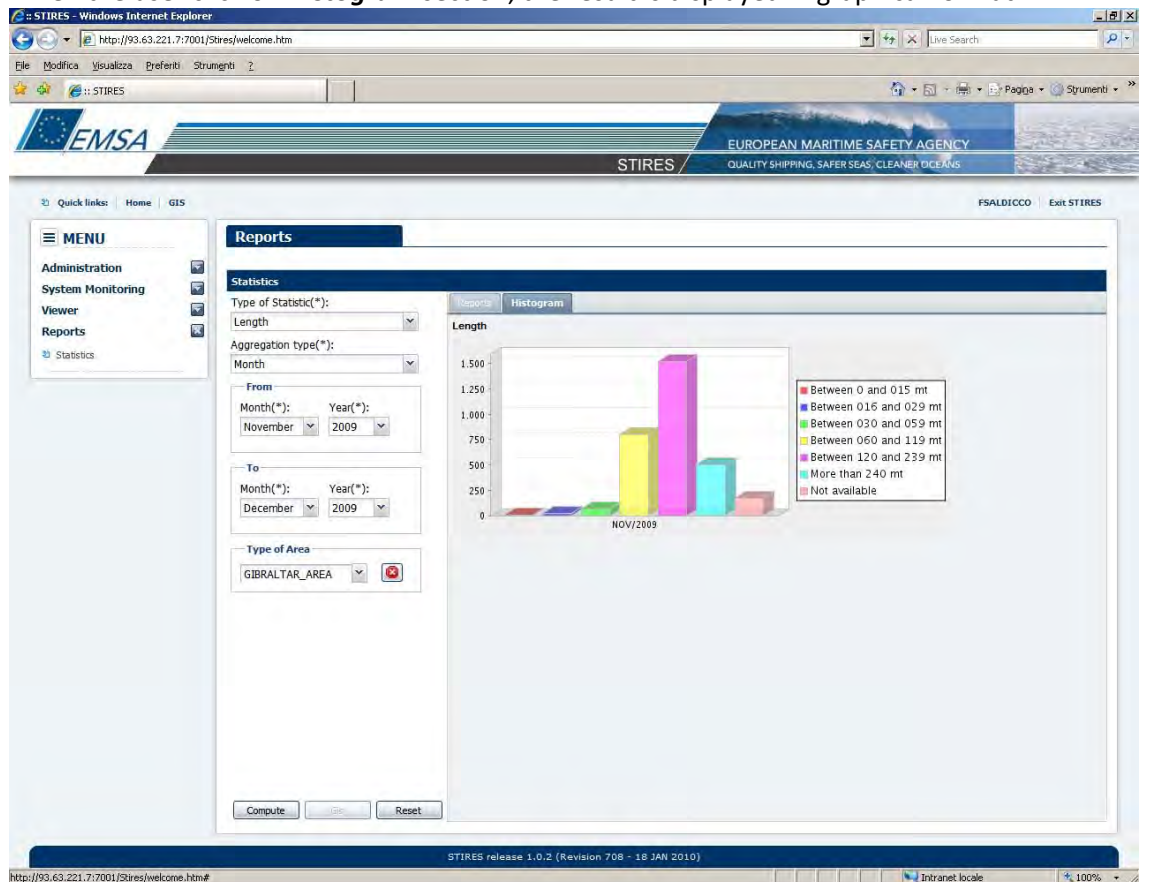 :: STIRES - Windows Internet Explorer
http://93.63.221.7:7001/Stires/welcome.htm
Live Search
File Modifica Visualizza Preferiti Strumenti ?
:: STIRES
Pagina Strumenti
EMSA
STIRES
EUROPEAN MARITIME SAFETY AGENCY
QUALITY SHIPPING, SAFER SEAS, CLEANER OCEANS
Quick links: Home GIS
FSALDICCO Exit STIRES
MENU
Administration
System Monitoring
Viewer
Reports
Statistics
Reports
Statistics
Type of Statistic(*):
Length
Aggregation type(*):
Month
From
Month(*): Year(*):
November 2009
To
Month(*): Year(*):
December 2009
Type of Area
GIBRALTAR_AREA
Compute
Reset
Reports Histogram
Length
1.500
1.250
1.000
750
500
250
0
NOV/2009
Between 0 and 015 mt
Between 016 and 029 mt
Between 030 and 059 mt
Between 060 and 119 mt
Between 120 and 239 mt
More than 240 mt
Not available
STIRES release 1.0.2 (Revision 708 - 18 JAN 2010)
http://93.63.221.7:7001/Stires/welcome.htm#
Intranet locale
100%